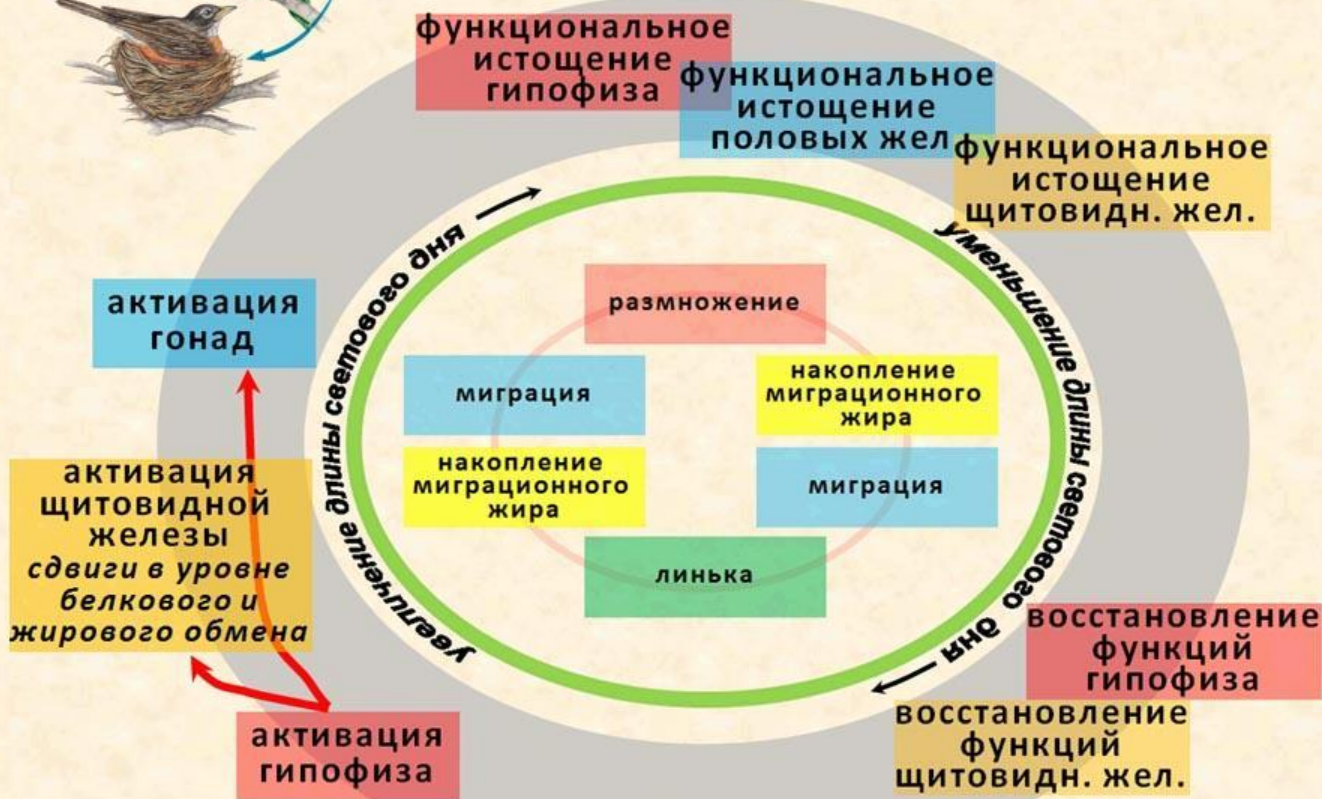 функциональное
истощение
гипофиза
функциональное
истощение
половых жел.
функциональное
истощение
щитовидн. жел.
увеличение длины светового дня
уменьшение длины светового дня
активация
гонад
размножение
миграция
накопление
миграционного
жира
накопление
миграционного
жира
миграция
линька
активация
щитовидной
железы
сдвиги в уровне
белкового и
жирового обмена
восстановление
функций
гипофиза
активация
гипофиза
восстановление
функций
щитовидн. жел.